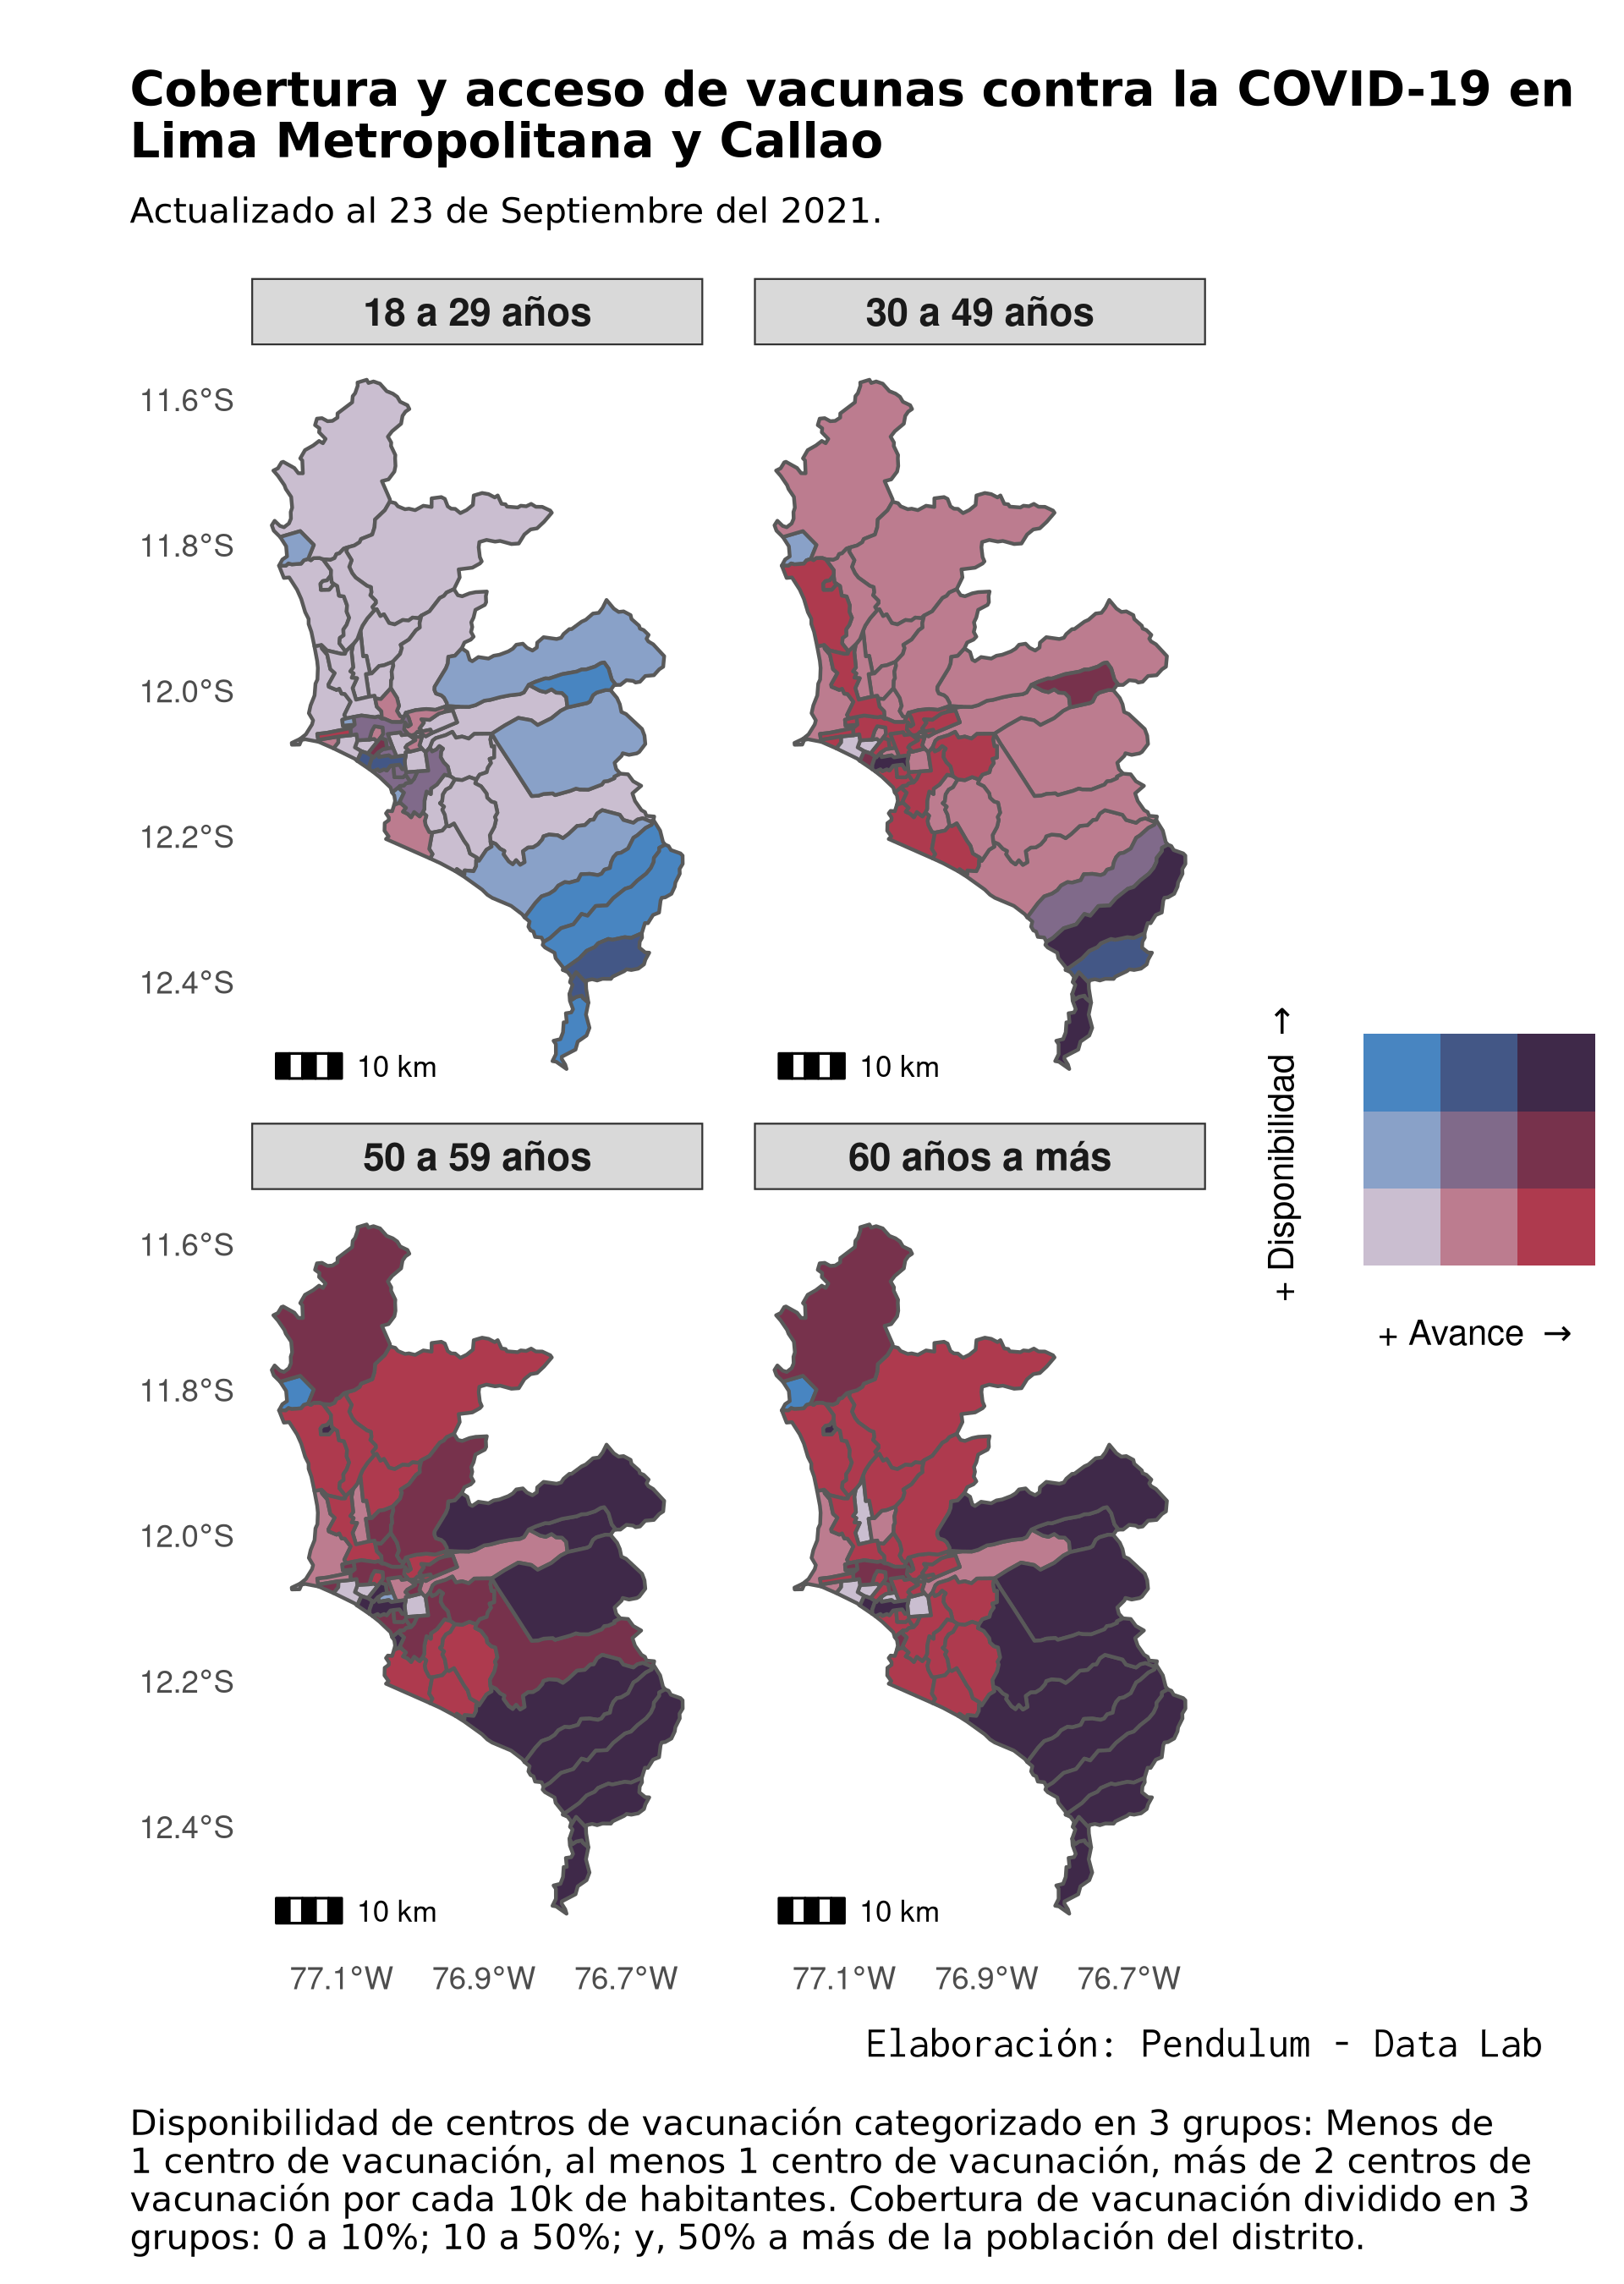 Cobertura y acceso de vacunas contra la COVID-19 en
Lima Metropolitana y Callao
Actualizado al 23 de Septiembre del 2021.
18 a 29 años
30 a 49 años
11.6°S
11.8°S
12.0°S
12.2°S
12.4°S
10 km
10 km
50 a 59 años
60 años a más
11.6°S
11.8°S
12.0°S
12.2°S
12.4°S
10 km
10 km
77.1°W
76.9°W
76.7°W
77.1°W
76.9°W
76.7°W
+ Disponibilidad →
+ Avance →
Elaboración: Pendulum - Data Lab
Disponibilidad de centros de vacunación categorizado en 3 grupos: Menos de
1 centro de vacunación, al menos 1 centro de vacunación, más de 2 centros de
vacunación por cada 10k de habitantes. Cobertura de vacunación dividido en 3
grupos: 0 a 10%; 10 a 50%; y, 50% a más de la población del distrito.